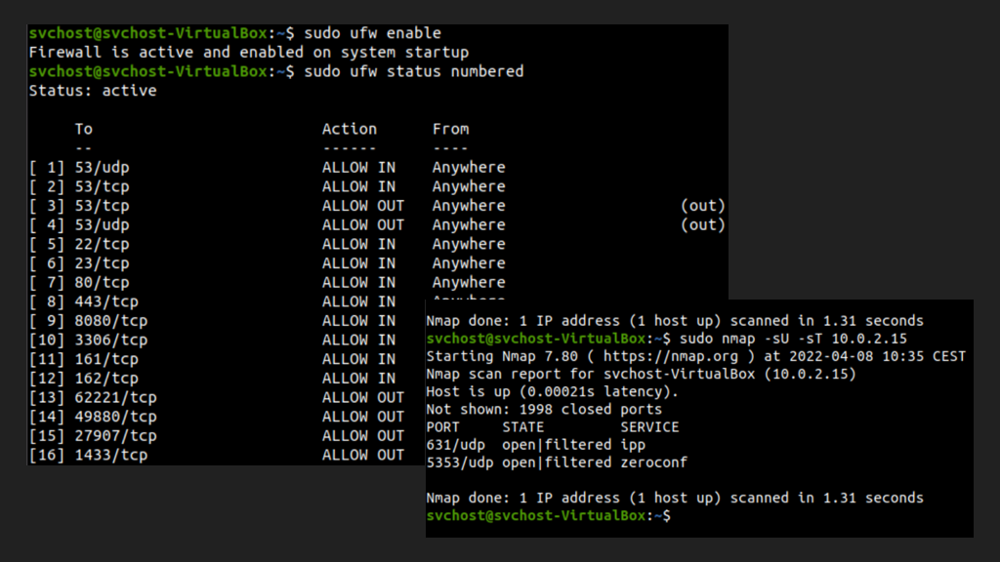 svchost@svchost-VirtualBox:~$ sudo ufw enable
Firewall is active and enabled on system startup
svchost@svchost-VirtualBox:~$ sudo ufw status numbered
Status: active
To Action From
-- ------ ----
[ 1] 53/udp ALLOW IN Anywhere
[ 2] 53/tcp ALLOW IN Anywhere
[ 3] 53/tcp ALLOW OUT Anywhere (out)
[ 4] 53/udp ALLOW OUT Anywhere (out)
[ 5] 22/tcp ALLOW IN Anywhere
[ 6] 23/tcp ALLOW IN Anywhere
[ 7] 80/tcp ALLOW IN Anywhere
[ 8] 443/tcp ALLOW IN
[ 9] 8080/tcp ALLOW IN
[10] 3306/tcp ALLOW IN
[11] 161/tcp ALLOW IN
[12] 162/tcp ALLOW IN
[13] 62221/tcp ALLOW OUT
[14] 49880/tcp ALLOW OUT
[15] 27907/tcp ALLOW OUT
[16] 1433/tcp ALLOW OUT
Nmap done: 1 IP address (1 host up) scanned in 1.31 seconds
svchost@svchost-VirtualBox:~$ sudo nmap -sU -sT 10.0.2.15
Starting Nmap 7.80 ( https://nmap.org ) at 2022-04-08 10:35 CEST
Nmap scan report for svchost-VirtualBox (10.0.2.15)
Host is up (0.00021s latency).
Not shown: 1998 closed ports
PORT STATE SERVICE
631/udp open|filtered ipp
5353/udp open|filtered zeroconf
Nmap done: 1 IP address (1 host up) scanned in 1.31 seconds
svchost@svchost-VirtualBox:~$